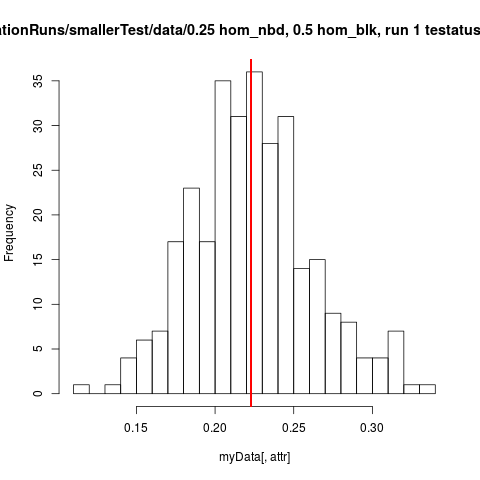 ationRuns/smallerTest/data/0.25 hom_nbd, 0.5 hom_blk, run 1 testatus
Frequency
35
30
25
20
15
10
5
0
0.15 0.20 0.25 0.30
myData[, attr]